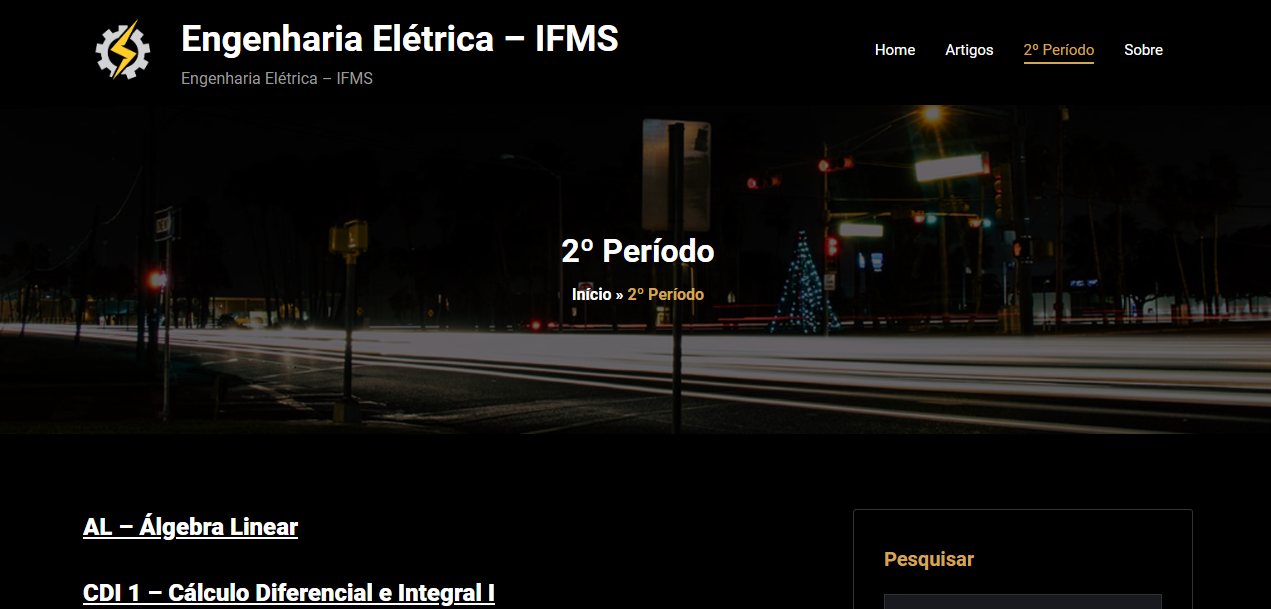 Engenharia Elétrica – IFMS
Engenharia Elétrica – IFMS
Home Artigos 2º Período Sobre
2º Período
Início » 2º Período
AL – Álgebra Linear
CDI 1 – Cálculo Diferencial e Integral I
Pesquisar